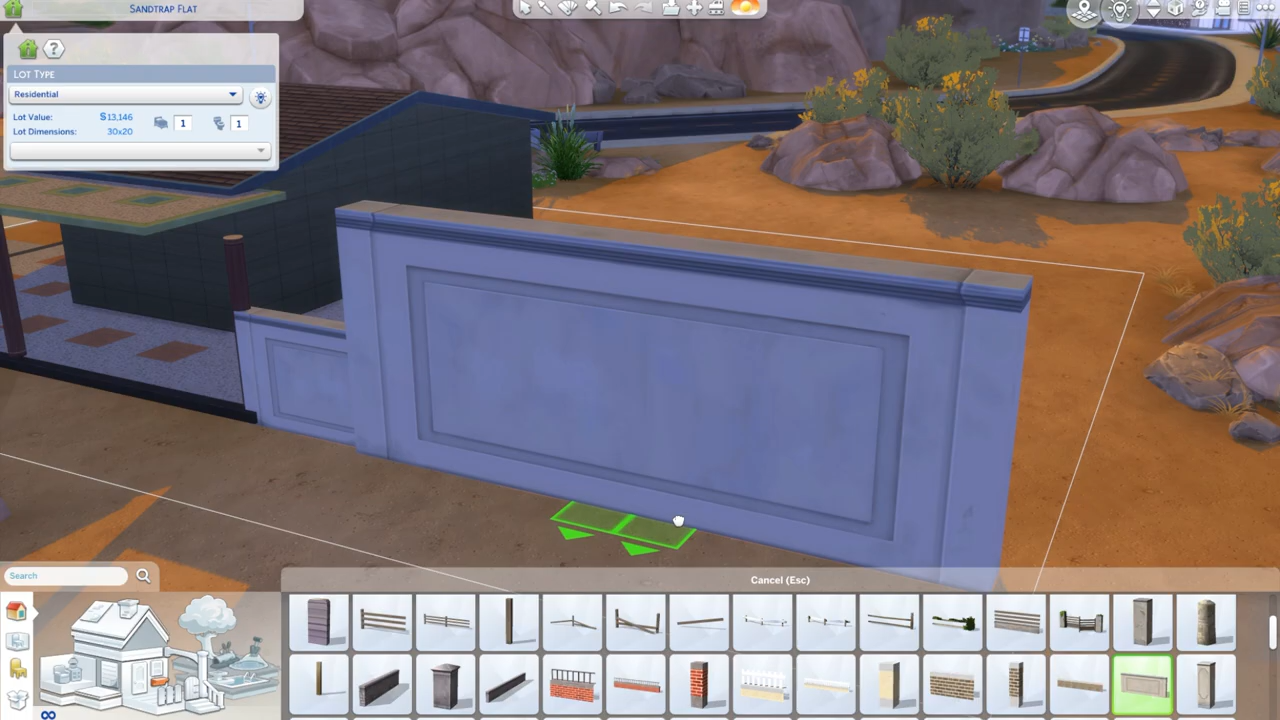 SANDTRAP FLAT
LOT TYPE
Residential
Lot Value: §13,146 1 1
Lot Dimensions: 30x20
Cancel (Esc)
Search